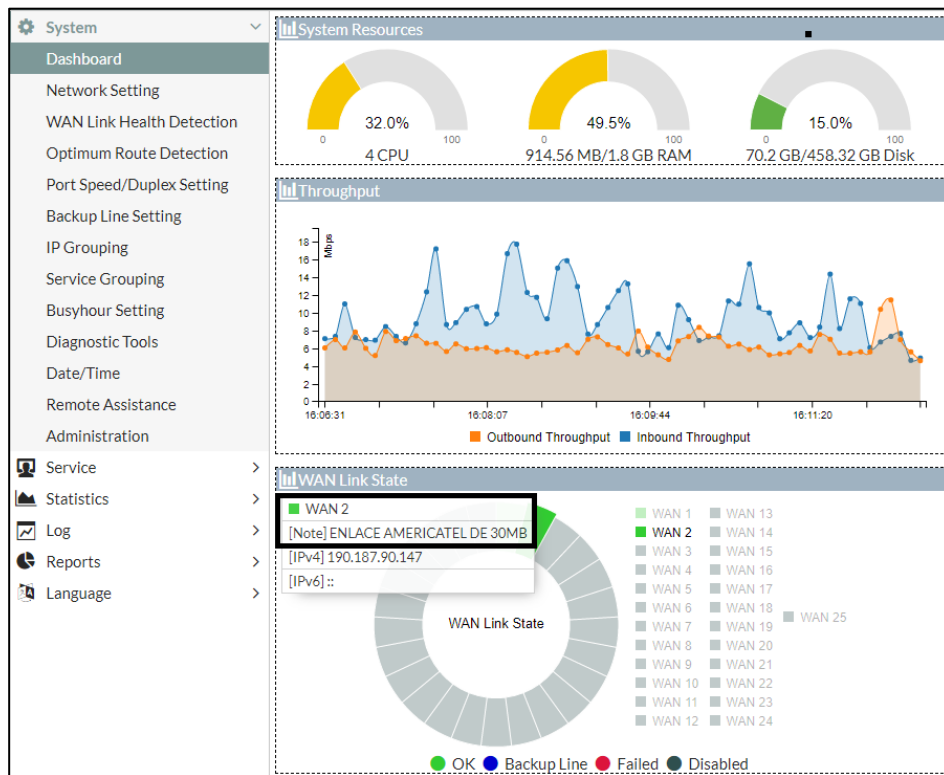 System
Dashboard
Network Setting
WAN Link Health Detection
Optimum Route Detection
Port Speed/Duplex Setting
Backup Line Setting
IP Grouping
Service Grouping
Busyhour Setting
Diagnostic Tools
Date/Time
Remote Assistance
Administration
Service
Statistics
Log
Reports
Language
System Resources
32.0%
0 100
4 CPU
49.5%
0 100
914.56 MB/1.8 GB RAM
15.0%
0 100
70.2 GB/458.32 GB Disk
Throughput
Mbps
18
16
14
12
10
8
6
4
2
0
16:06:31 16:08:07 16:09:44 16:11:20
Outbound Throughput Inbound Throughput
WAN Link State
WAN 2
[Note] ENLACE AMERICATEL DE 30MB
[IPv4] 190.187.90.147
[IPv6] ::
WAN Link State
WAN 1
WAN 2
WAN 3
WAN 4
WAN 5
WAN 6
WAN 7
WAN 8
WAN 9
WAN 10
WAN 11
WAN 12
WAN 13
WAN 14
WAN 15
WAN 16
WAN 17
WAN 18
WAN 19
WAN 20
WAN 21
WAN 22
WAN 23
WAN 24
WAN 25
OK Backup Line Failed Disabled